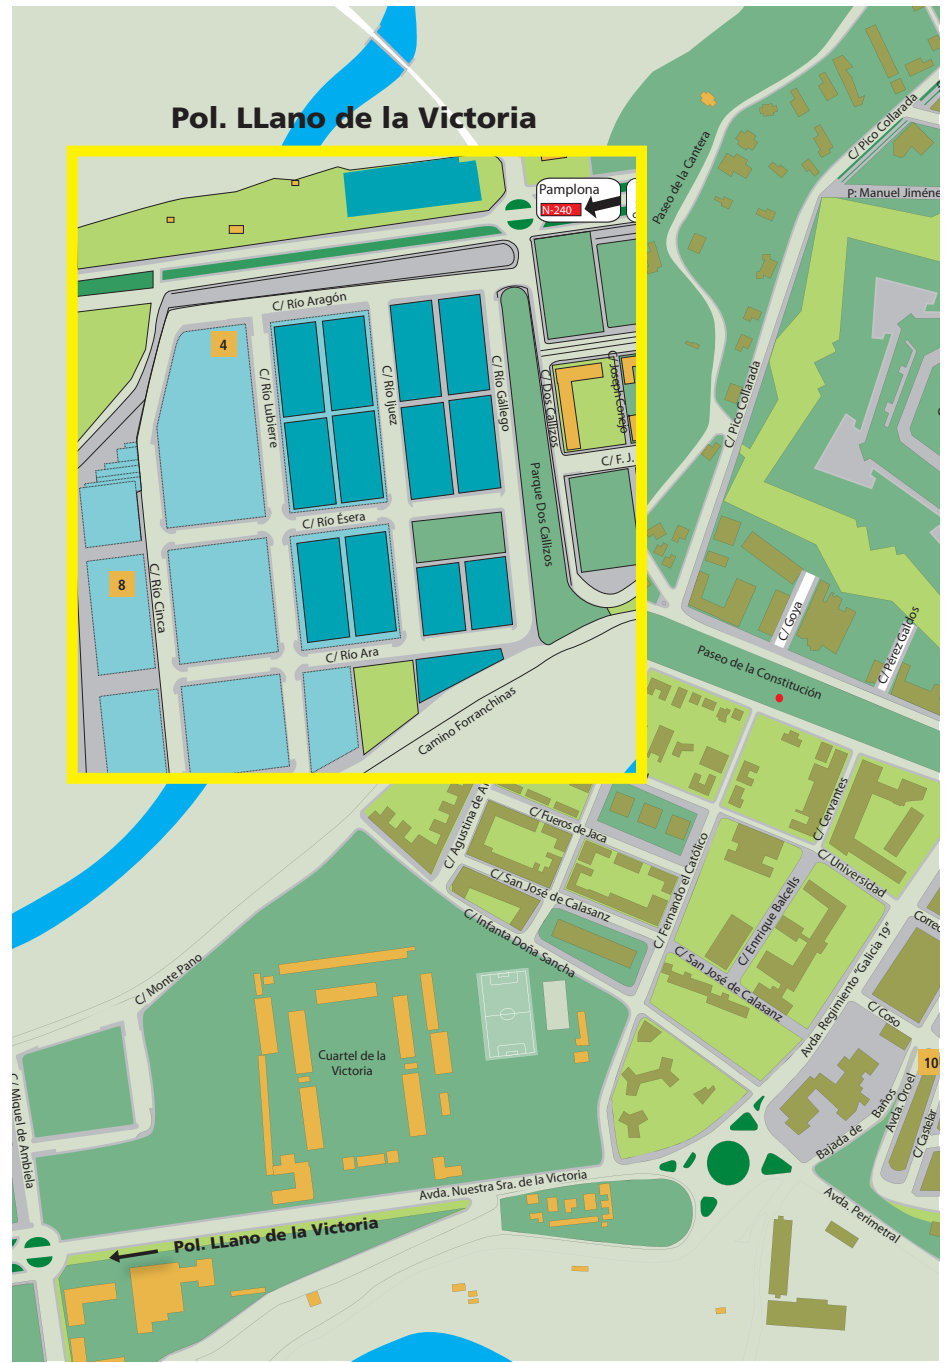 Pol. LLano de la Victoria
Pamplona
N-240
C/ Río Aragón
4
C/ Río Lubierre
C/ Río Ijuez
C/ Río Gállego
C/ Dos Callizos
C/ Joseph Conejo
C/ F. J.
Parque Dos Callizos
C/ Río Ésera
8
C/ Río Cinca
C/ Río Ara
Camino Forranchinas
Paseo de la Cantera
C/ Pico Collarada
P: Manuel Jiméne
C/ Pico Collarada
C/ Goya
C/ Pérez Galdos
Paseo de la Constitución
C/ Agustina de Ar
C/ Fueros de Jaca
C/ San José de Calasanz
C/ Infanta Doña Sancha
C/ Fernando el Católico
C/ Cervantes
C/ Universidad
C/ Enrrique Balcells
C/ San José de Calasanz
Avda. Regimiento "Galicia 19"
Correo
C/ Coso
10
Avda. Oroel
C/ Castelar
Bajada de
Baños
C/ Monte Pano
Cuartel de la
Victoria
C/ Miguel de Ambiela
Avda. Nuestra Sra. de la Victoria
Avda. Perimetral
Pol. LLano de la Victoria